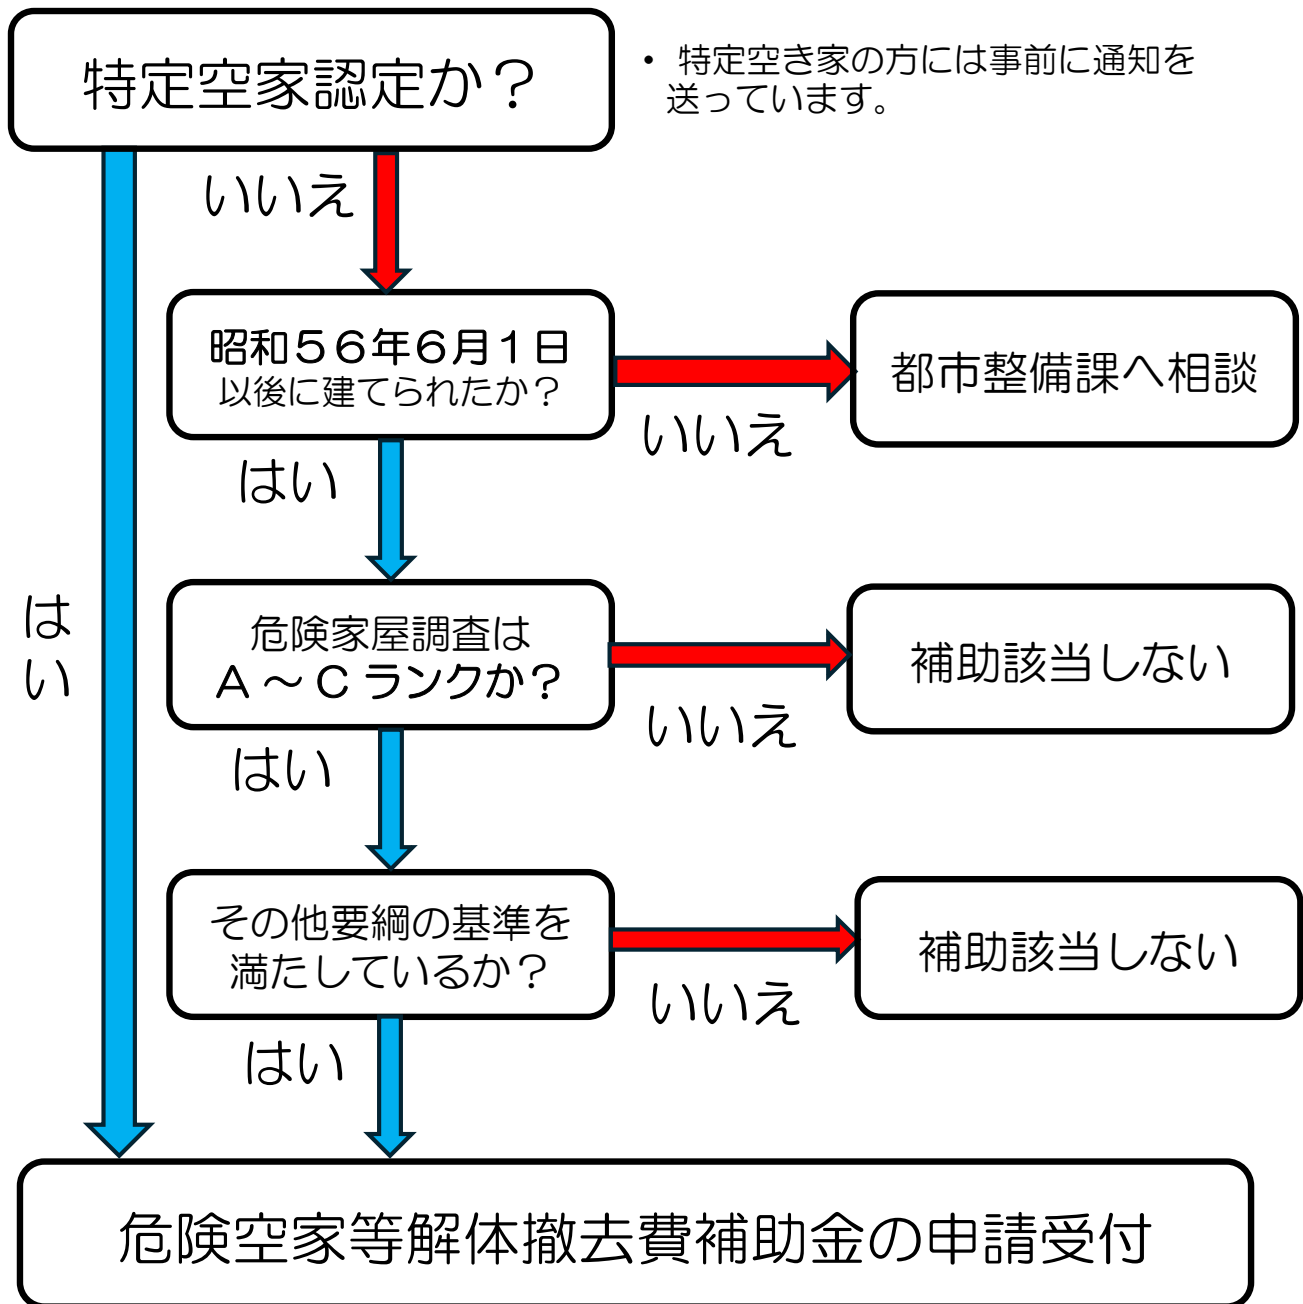 特定空家認定か？
・ 特定空き家の方には事前に通知を
送っています。
いいえ
昭和５６年６月１日
以後に建てられたか？
いいえ
都市整備課へ相談
はい
はい
危険家屋調査は
A ～ C ランクか？
いいえ
補助該当しない
はい
その他要綱の基準を
満たしているか？
いいえ
補助該当しない
はい
危険空家等解体撤去費補助金の申請受付